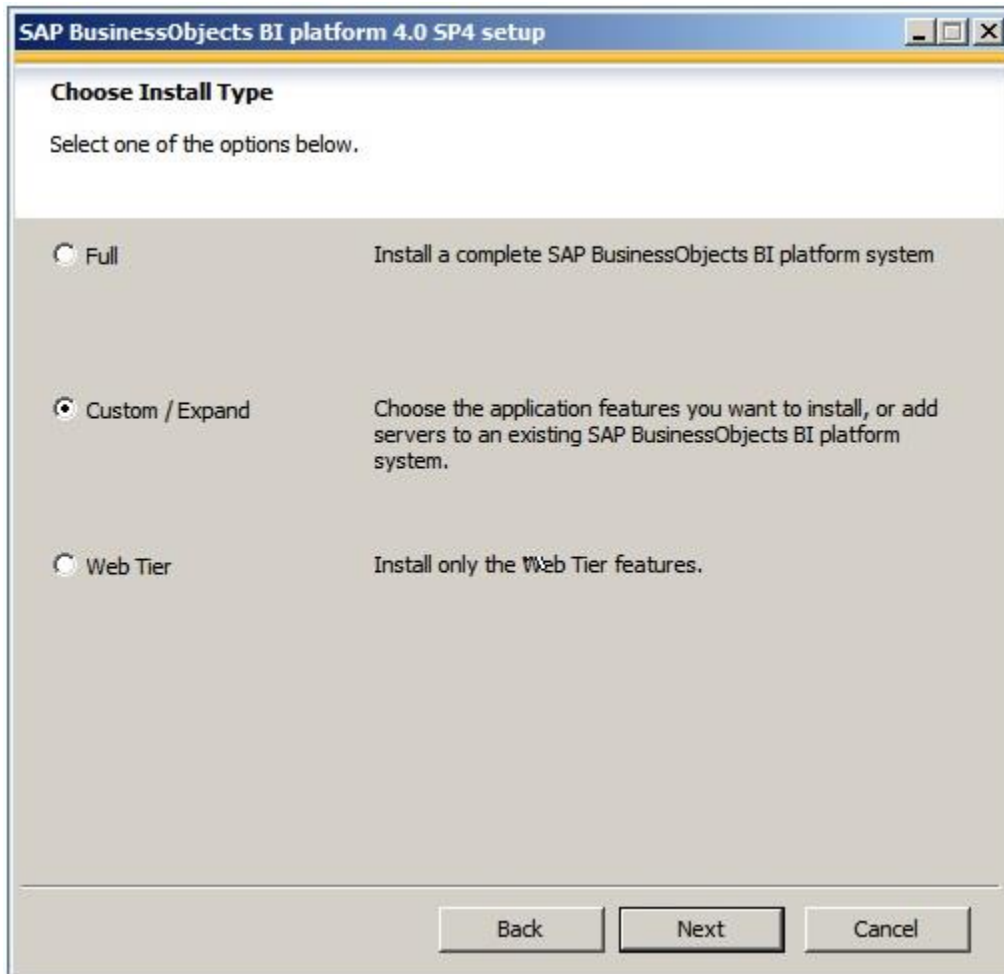 SAP BusinessObjects BI platform 4.0 SP4 setup
Choose Install Type
Select one of the options below.
Full
Install a complete SAP BusinessObjects BI platform system
Custom / Expand
Choose the application features you want to install, or add
servers to an existing SAP BusinessObjects BI platform
system.
Web Tier
Install only the Web Tier features.
Back
Next
Cancel